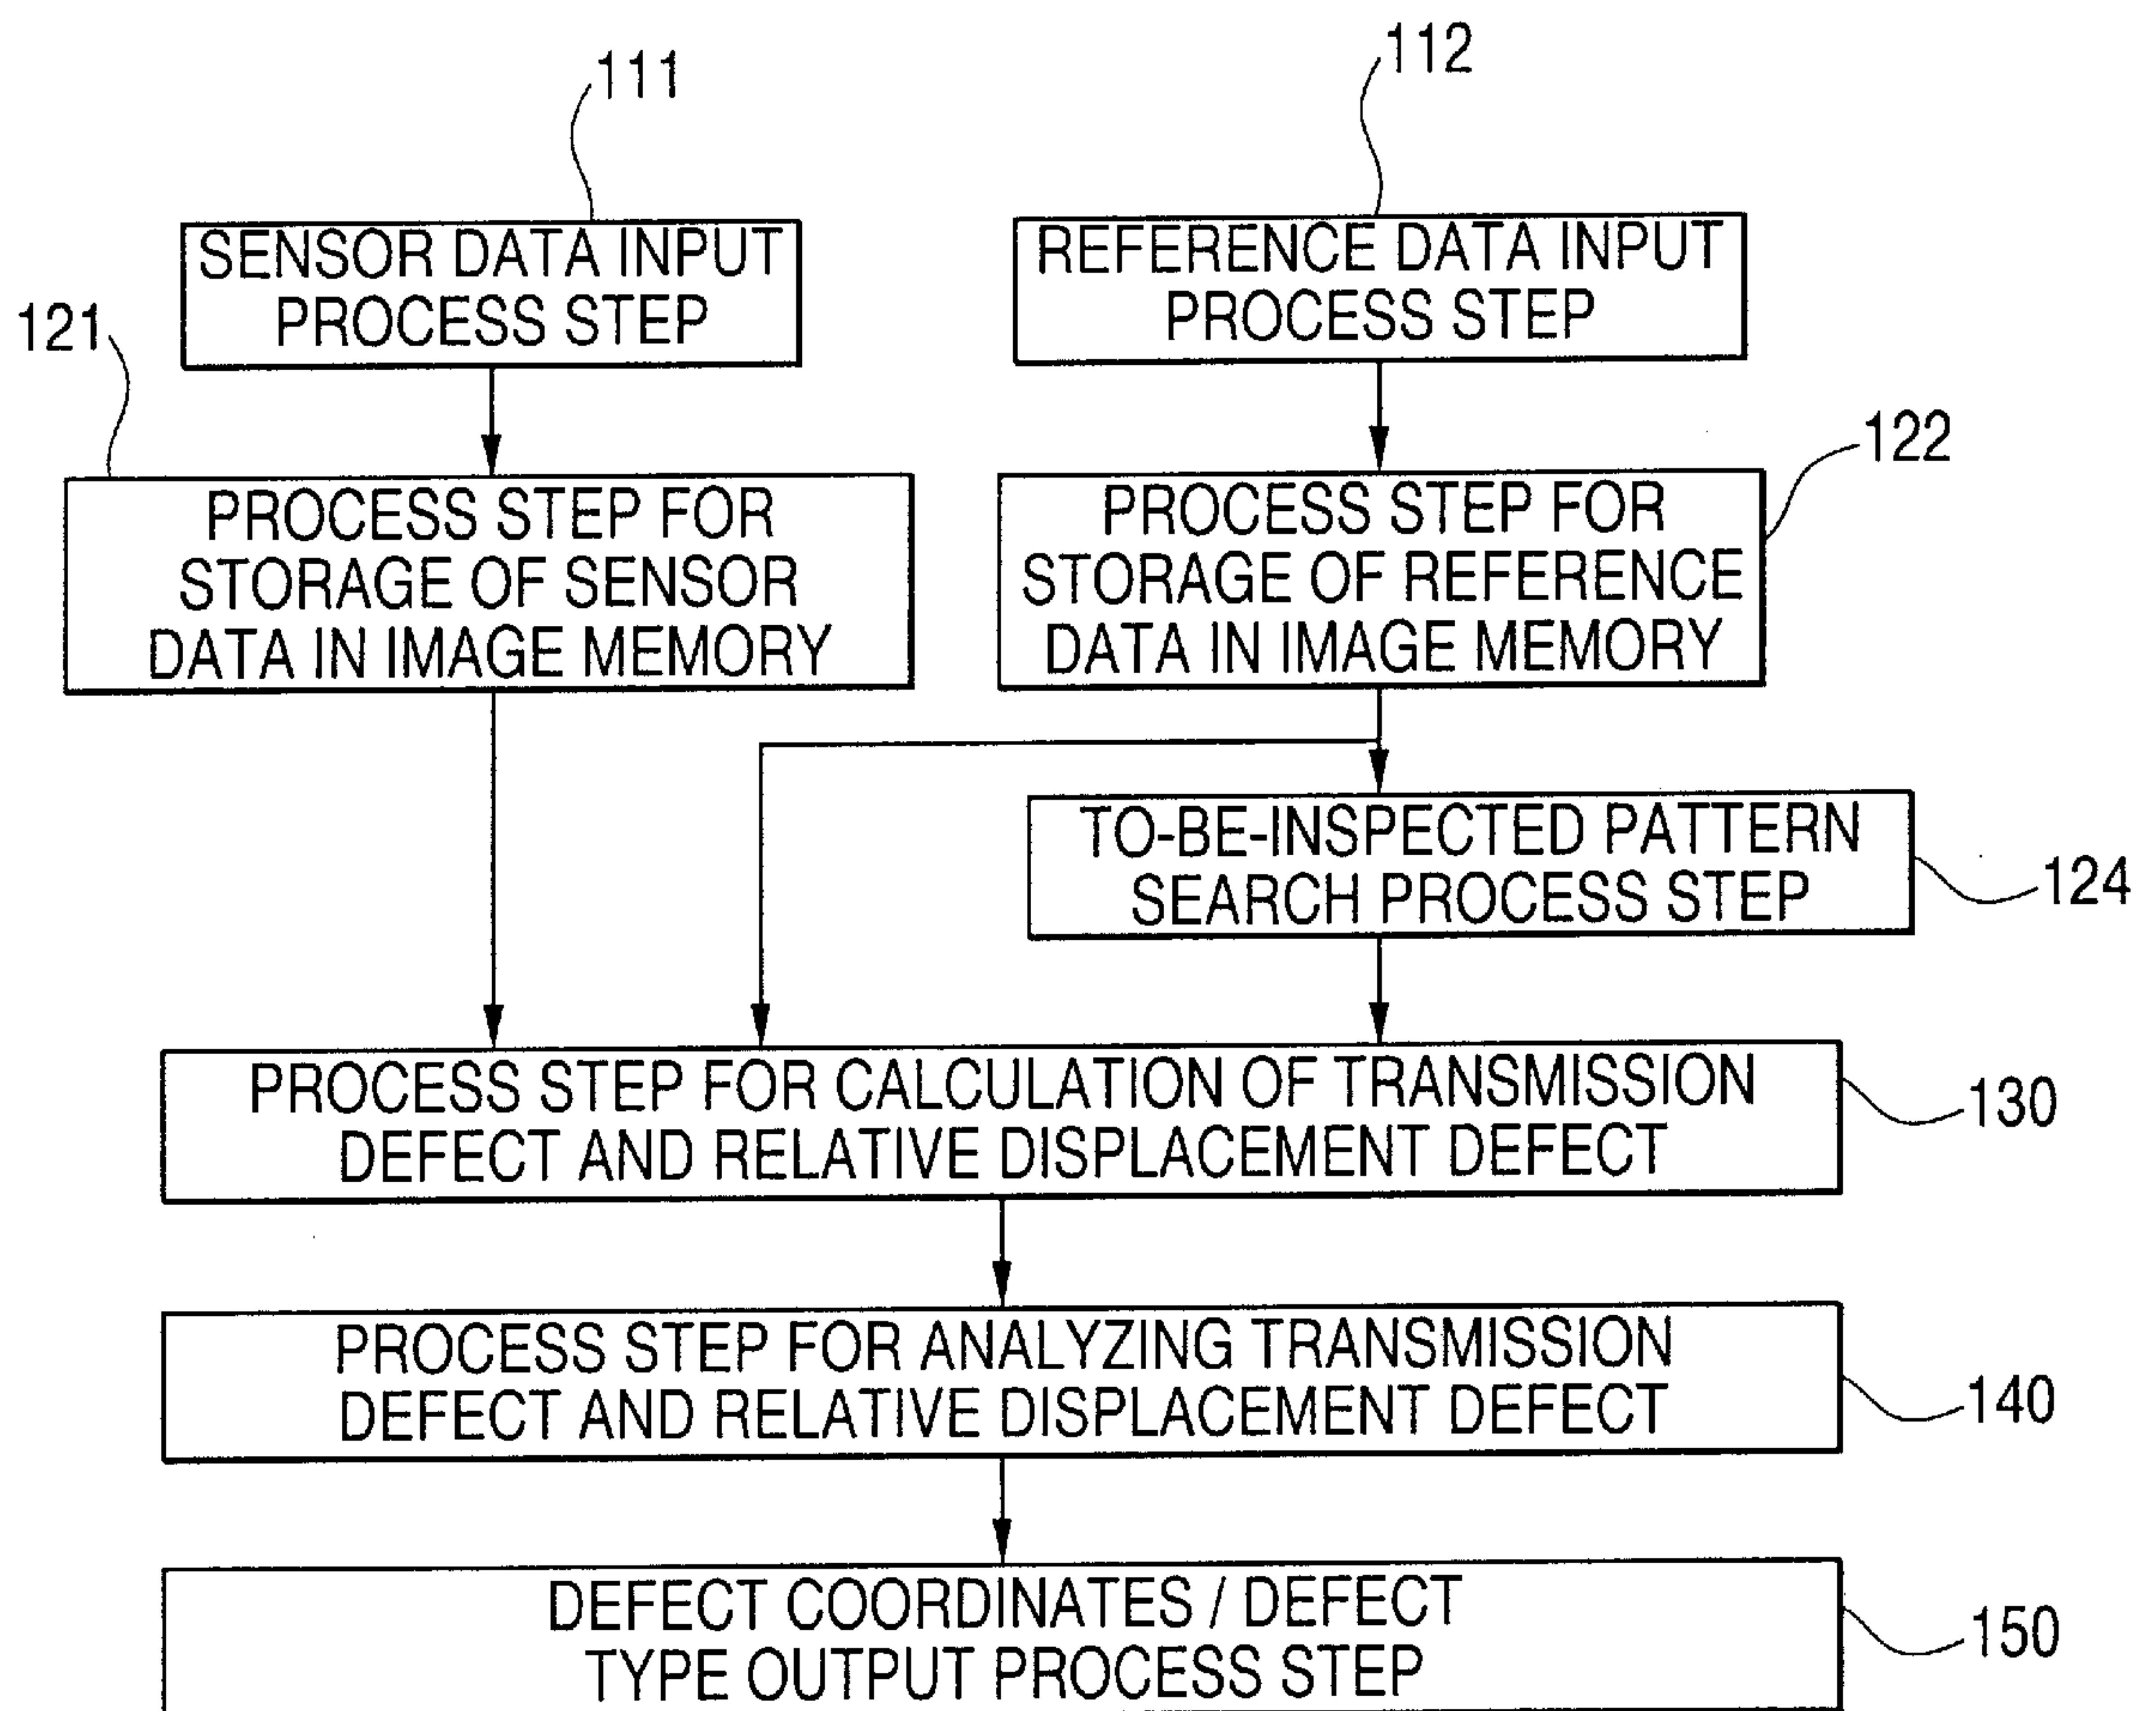 111
112
SENSOR DATA INPUT
PROCESS STEP
REFERENCE DATA INPUT
PROCESS STEP
121
122
PROCESS STEP FOR
STORAGE OF SENSOR
DATA IN IMAGE MEMORY
PROCESS STEP FOR
STORAGE OF REFERENCE
DATA IN IMAGE MEMORY
TO-BE-INSPECTED PATTERN
SEARCH PROCESS STEP
124
PROCESS STEP FOR CALCULATION OF TRANSMISSION
DEFECT AND RELATIVE DISPLACEMENT DEFECT
130
PROCESS STEP FOR ANALYZING TRANSMISSION
DEFECT AND RELATIVE DISPLACEMENT DEFECT
140
DEFECT COORDINATES / DEFECT
TYPE OUTPUT PROCESS STEP
150